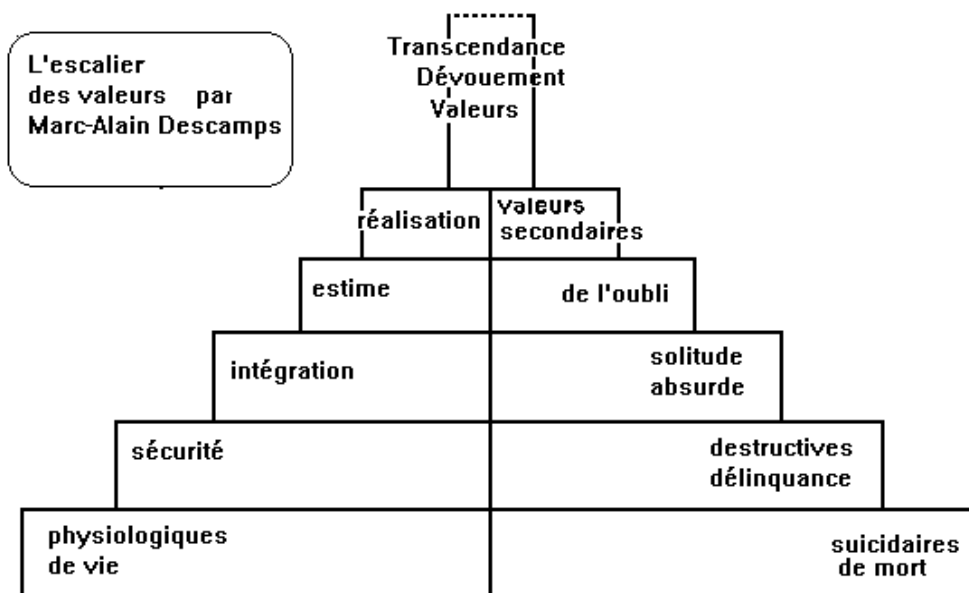 L'escalier
des valeurs par
Marc-Alain Descamps
Transcendance
Dévouement
Valeurs
réalisation
valeurs
secondaires
estime
de l'oubli
intégration
solitude
absurde
sécurité
destructives
délinquance
physiologiques
de vie
suicidaires
de mort